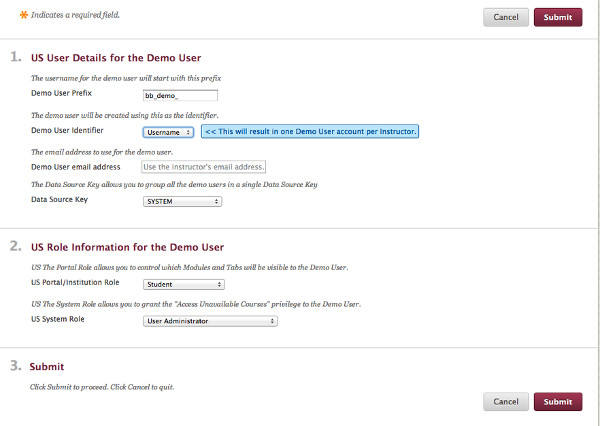 ✱ Indicates a required field.
Cancel Submit
1. US User Details for the Demo User
The username for the demo user will start with this prefix
Demo User Prefix bb_demo_
The demo user will be created using this as the identifier.
Demo User Identifier Username << This will result in one Demo User account per Instructor.
The email address to use for the demo user.
Demo User email address Use the instructor's email address.
The Data Source Key allows you to group all the demo users in a single Data Source Key
Data Source Key SYSTEM
2. US Role Information for the Demo User
US The Portal Role allows you to control which Modules and Tabs will be visible to the Demo User.
US Portal/Institution Role Student
US The System Role allows you to grant the "Access Unavailable Courses" privilege to the Demo User.
US System Role User Administrator
3. Submit
Click Submit to proceed. Click Cancel to quit.
Cancel Submit